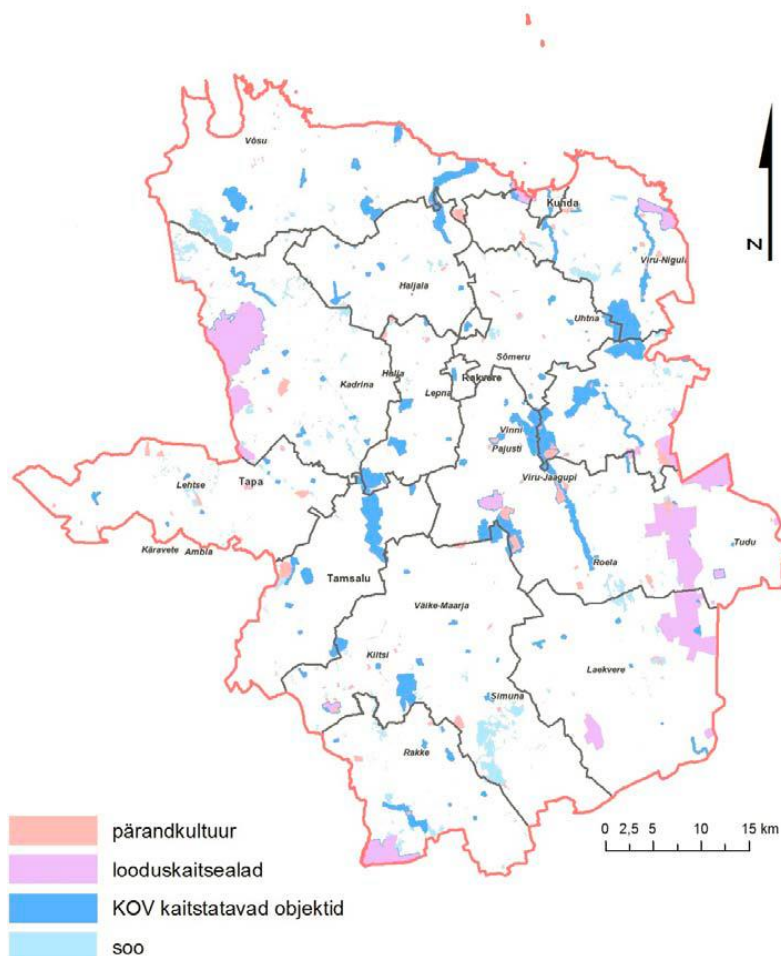 Võsu
Kunda
N
Viru-Nigula
Haljala
Uhtna
Sõmeru
Hulja
Rakvere
Kadrina
Lepna
Vinni
Pajusti
Lehtse
Tapa
Viru-Jaagupi
Käravete
Ambla
Tudu
Roela
Tamsalu
Väike-Maarja
Kiltsi
Laekvere
Simuna
Rakke
pärandkultuur
looduskaitsealad
KOV kaitstatavad objektid
soo
0 2,5 5 10 15 km